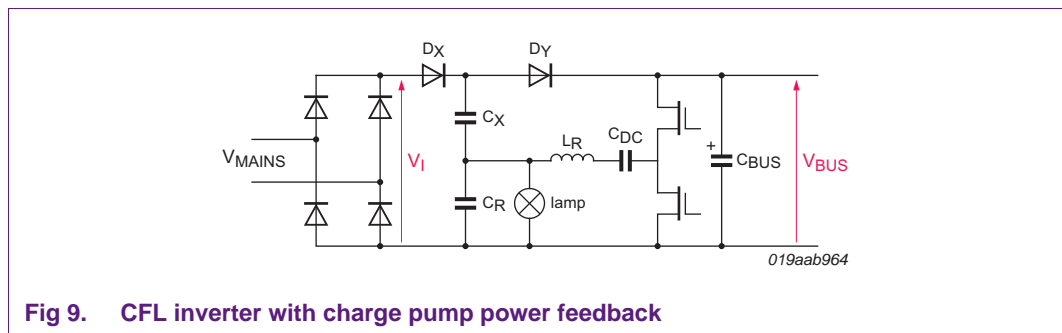 DX
DY
CX
LR
CDC
VMAINS
VI
+
CBUS
VBUS
CR
lamp
019aab964
Fig 9. CFL inverter with charge pump power feedback